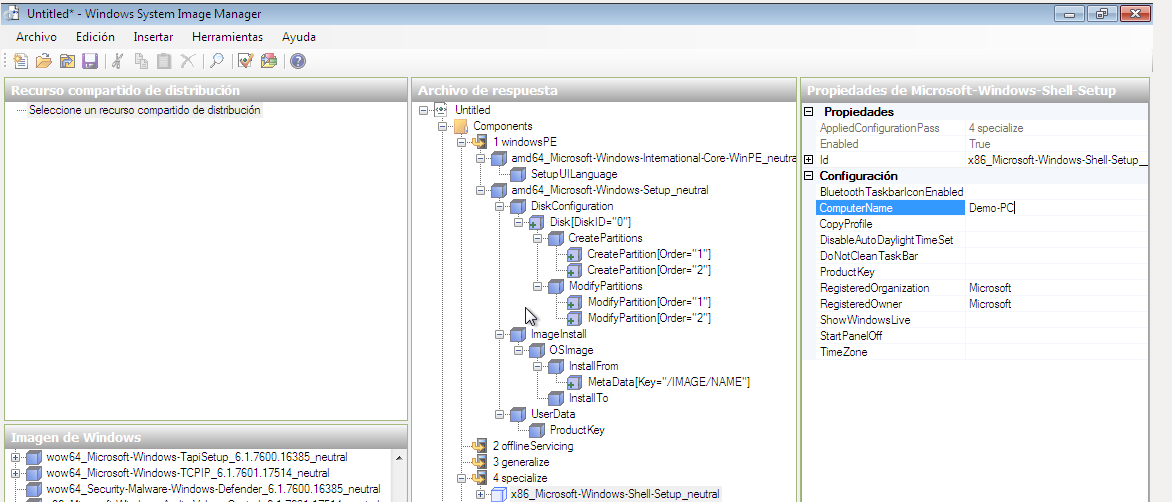 Untitled* - Windows System Image Manager
Archivo Edición Insertar Herramientas Ayuda
Recurso compartido de distribución
Seleccione un recurso compartido de distribución
Imagen de Windows
wow64_Microsoft-Windows-TapiSetup_6.1.7600.16385_neutral
wow64_Microsoft-Windows-TCPIP_6.1.7601.17514_neutral
wow64_Security-Malware-Windows-Defender_6.1.7600.16385_neutral
Archivo de respuesta
Untitled
Components
1 windowsPE
amd64_Microsoft-Windows-International-Core-WinPE_neutra
SetupUILanguage
amd64_Microsoft-Windows-Setup_neutral
DiskConfiguration
Disk[DiskID="0"]
CreatePartitions
CreatePartition[Order="1"]
CreatePartition[Order="2"]
ModifyPartitions
ModifyPartition[Order="1"]
ModifyPartition[Order="2"]
ImageInstall
OSImage
InstallFrom
MetaData[Key="/IMAGE/NAME"]
InstallTo
UserData
ProductKey
2 offlineServicing
3 generalize
4 specialize
x86_Microsoft-Windows-Shell-Setup_neutral
Propiedades de Microsoft-Windows-Shell-Setup
Propiedades
AppliedConfigurationPass 4 specialize
Enabled True
Id x86_Microsoft-Windows-Shell-Setup__
Configuración
BluetoothTaskbarIconEnabled
ComputerName Demo-PC
CopyProfile
DisableAutoDaylightTimeSet
DoNotCleanTaskBar
ProductKey
RegisteredOrganization Microsoft
RegisteredOwner Microsoft
ShowWindowsLive
StartPanelOff
TimeZone